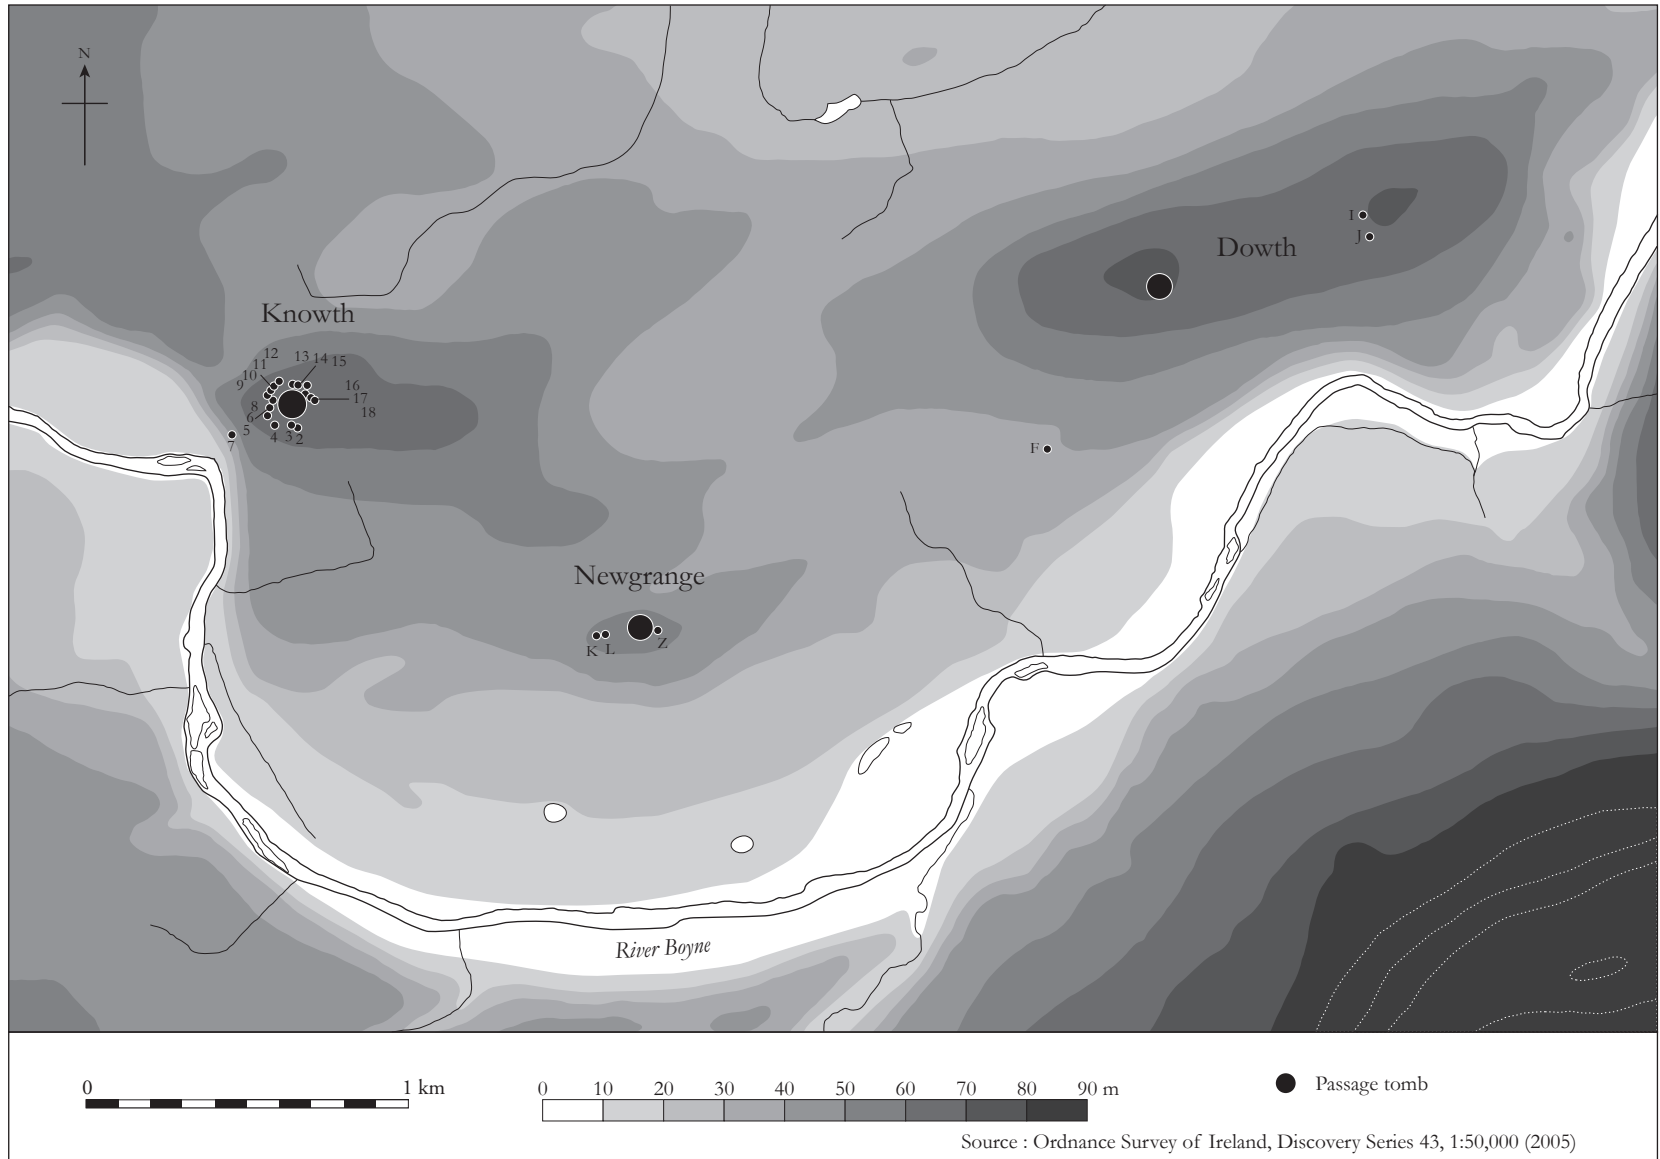 N
Dowth
I
J
Knowth
12
13 14 15
11
10
9
16
17
18
8
6
5
4 3 2
7
F
Newgrange
K L
Z
River Boyne
0 1 km
0 10 20 30 40 50 60 70 80 90 m
Passage tomb
Source : Ordnance Survey of Ireland, Discovery Series 43, 1:50,000 (2005)